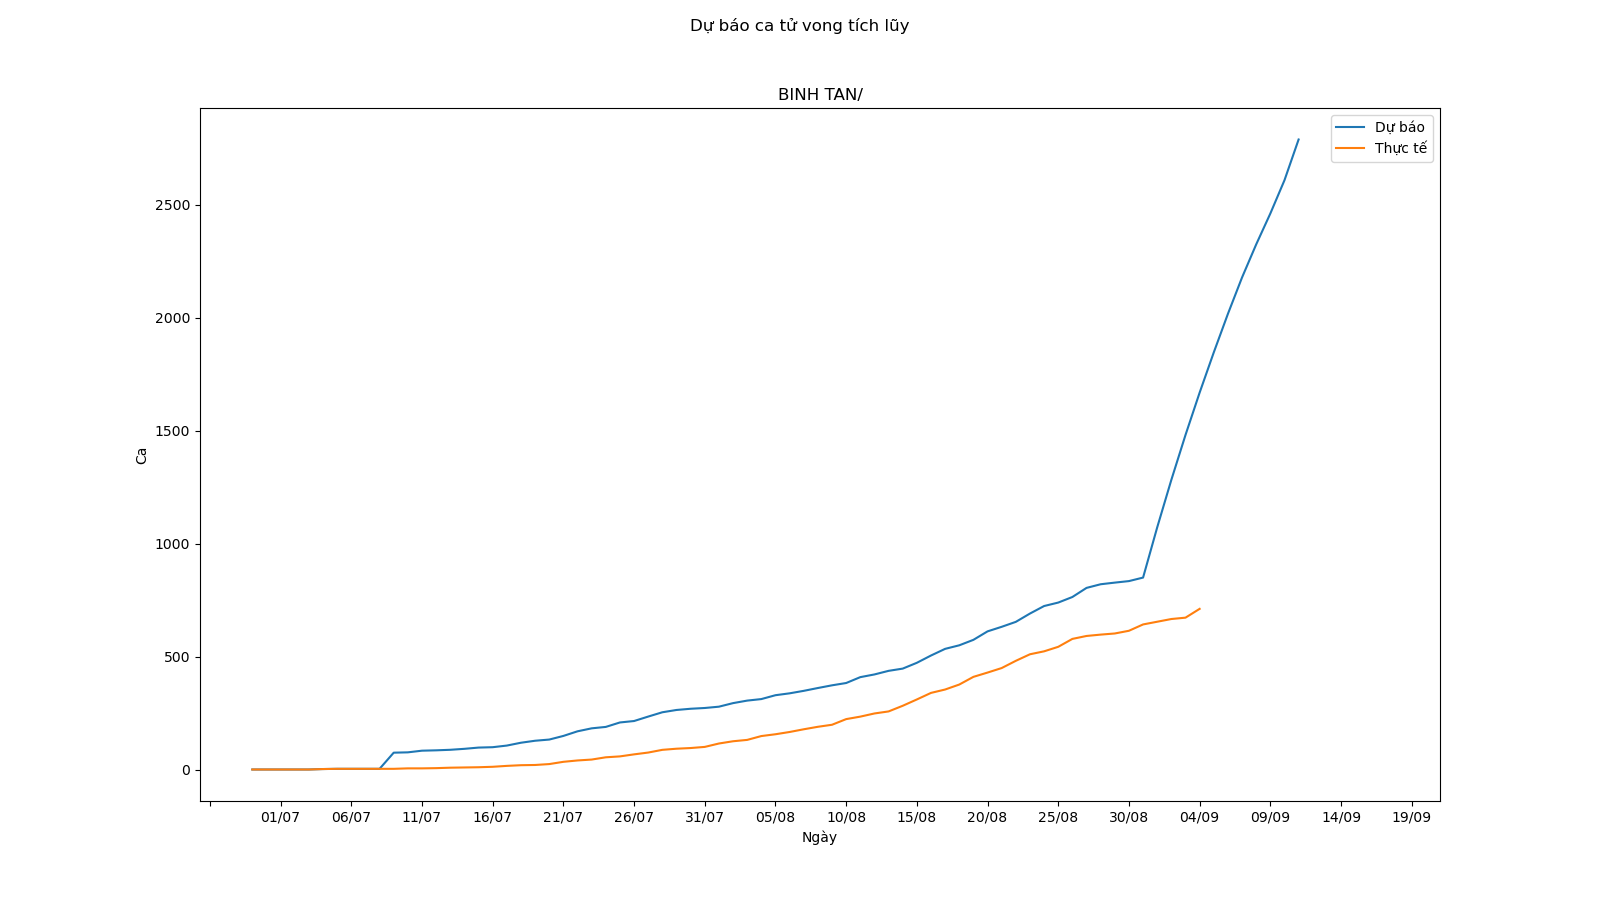 Dự báo ca tử vong tích lũy
BINH TAN/
Dự báo
Thực tế
2500
2000
1500
1000
500
0
Ca
01/07 06/07 11/07 16/07 21/07 26/07 31/07 05/08 10/08 15/08 20/08 25/08 30/08 04/09 09/09 14/09 19/09
Ngày